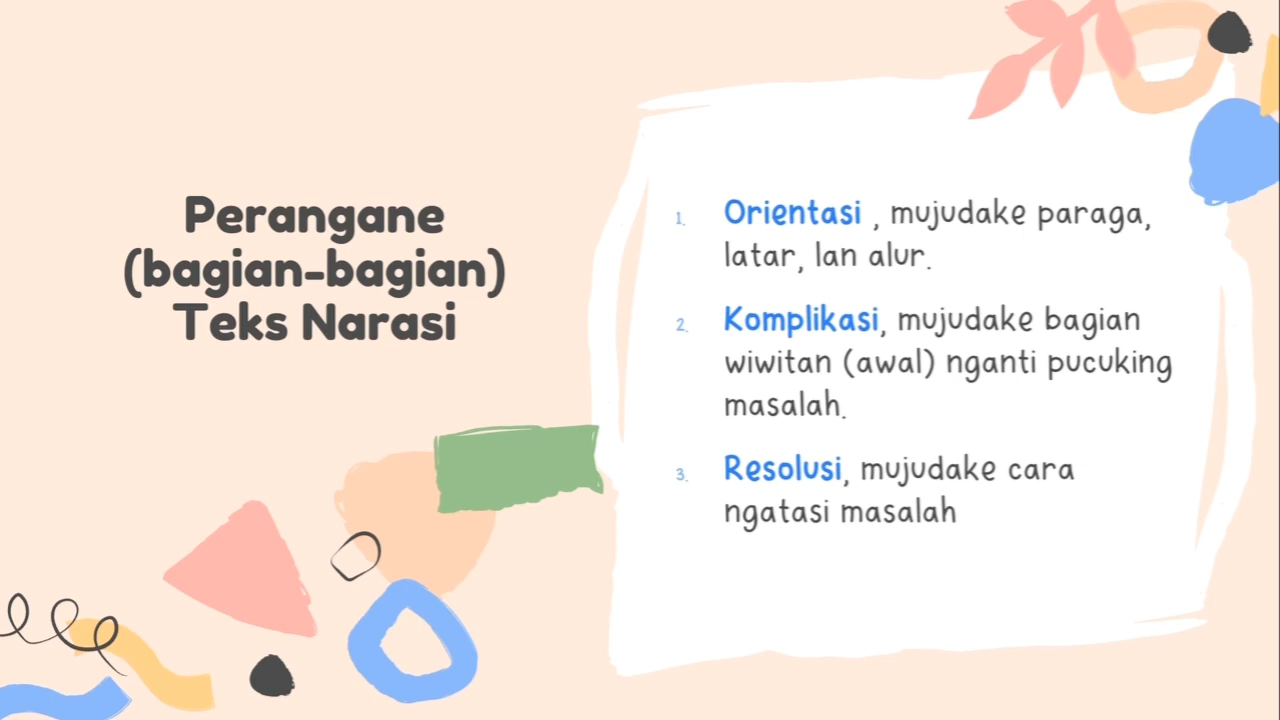 Perangane
(bagian-bagian)
Teks Narasi
1. Orientasi , mujudake paraga,
latar, lan alur.
2. Komplikasi, mujudake bagian
wiwitan (awal) nganti pucuking
masalah.
3. Resolusi, mujudake cara
ngatasi masalah